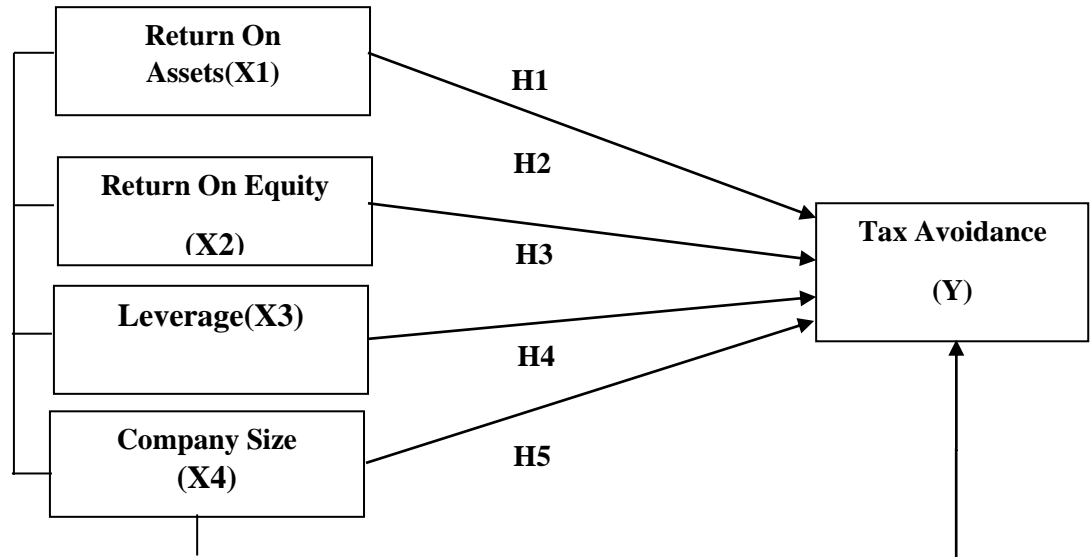 Return On
Assets(X1)
H1
H2
Return On Equity
(X2)
H3
Tax Avoidance
(Y)
Leverage(X3)
H4
Company Size
(X4)
H5